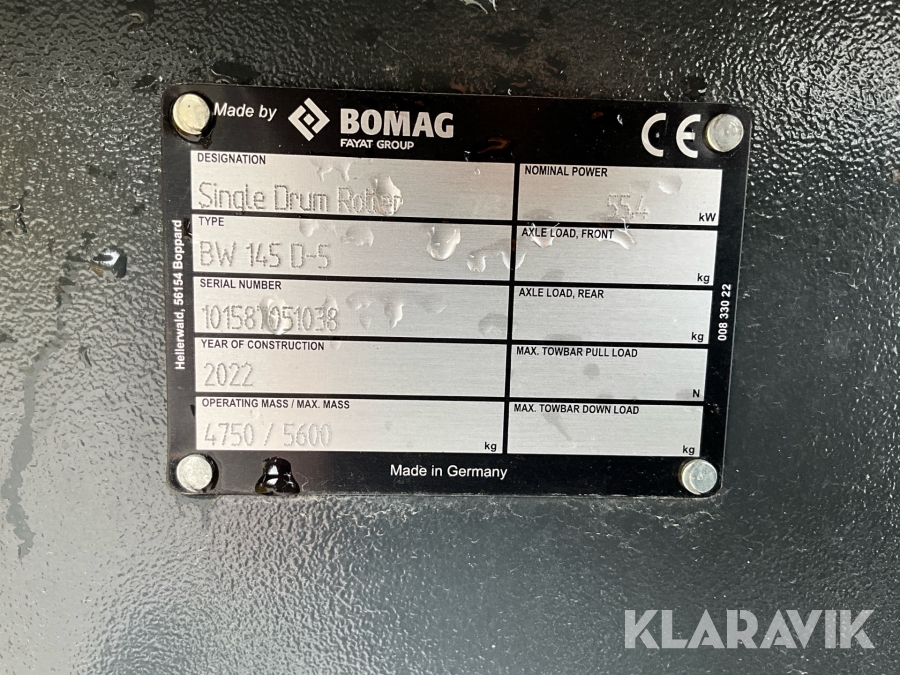 Made by BOMAG
FAYAT GROUP
CE
DESIGNATION
Single Drum Roller
NOMINAL POWER
55.4 kW
TYPE
BW 145 D-5
AXLE LOAD, FRONT
kg
SERIAL NUMBER
101587051038
AXLE LOAD, REAR
kg
YEAR OF CONSTRUCTION
2022
MAX. TOWBAR PULL LOAD
N
OPERATING MASS / MAX. MASS
4750 / 5600 kg
MAX. TOWBAR DOWN LOAD
kg
Made in Germany
Hellerwald, 56154 Boppard
008 330 22
KLARAVIK